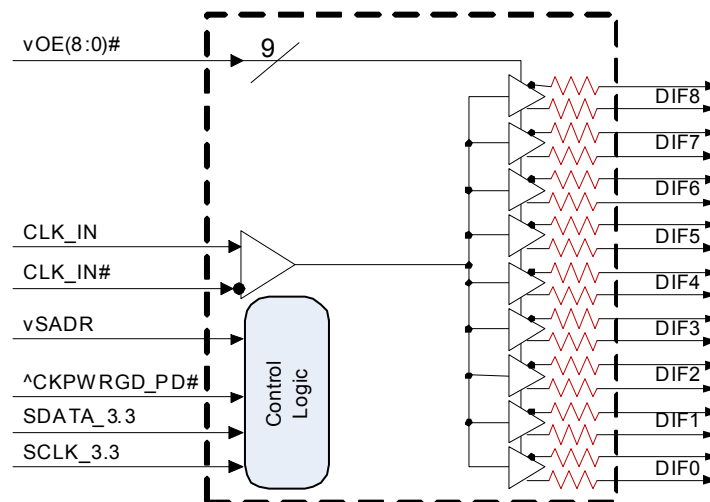 vOE(8:0)#
9
DIF8
DIF7
DIF6
DIF5
DIF4
DIF3
DIF2
DIF1
DIF0
CLK_IN
CLK_IN#
vSADR
^CKPWRGD_PD#
SDATA_3.3
SCLK_3.3
Control
Logic